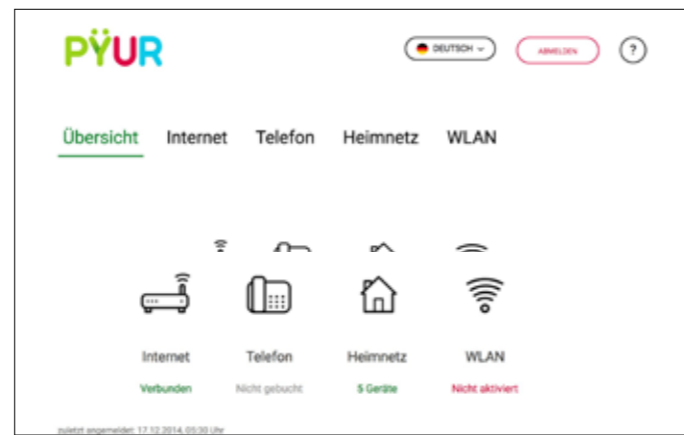 PŸUR
DEUTSCH
ABMELDEN
?
Übersicht Internet Telefon Heimnetz WLAN
Internet Telefon Heimnetz WLAN
Verbunden Nicht gebucht 5 Geräte Nicht aktiviert
zuletzt angemeldet: 17.12.2014, 05:30 Uhr